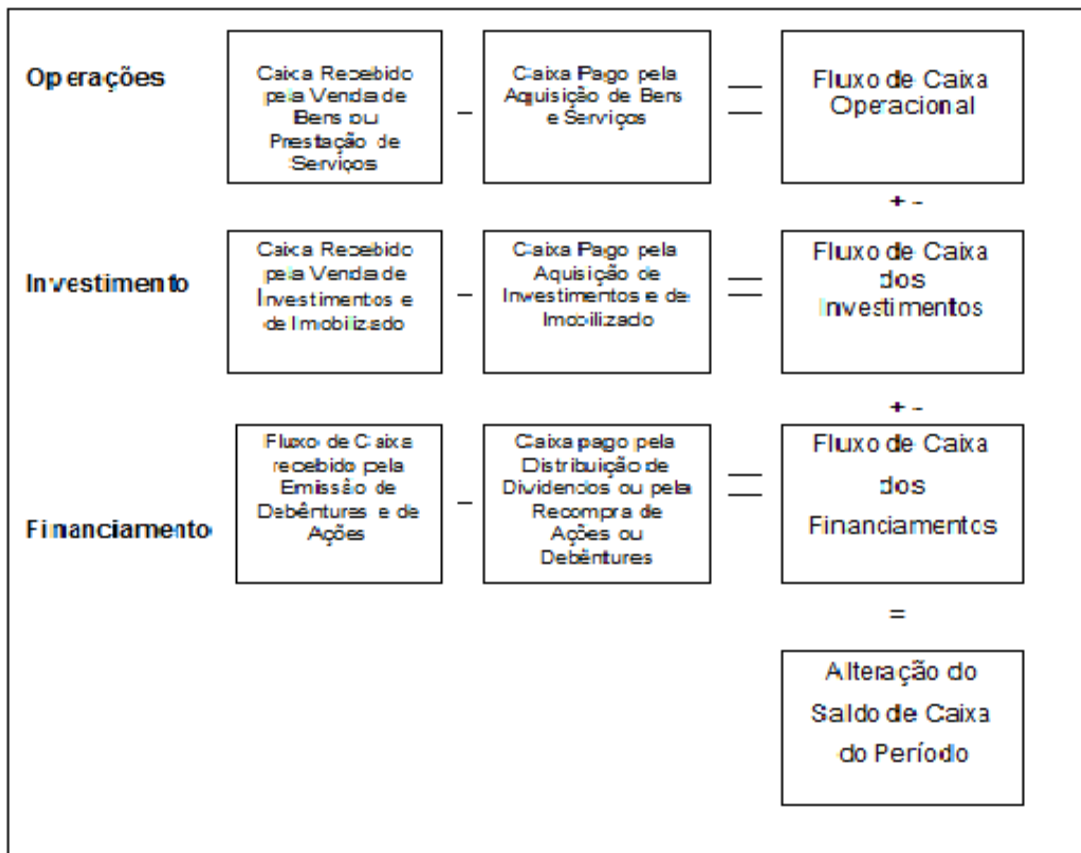 Operações
Caixa Recebido
pela Venda de
Bens ou
Prestação de
Serviços
–
Caixa Pago pela
Aquisição de Bens
e Serviços
=
Fluxo de Caixa
Operacional
+ -
Investimento
Caixa Recebido
pela Venda de
Investimentos e
de Imobilizado
–
Caixa Pago pela
Aquisição de
Investimentos e de
Imobilizado
=
Fluxo de Caixa
dos
Investimentos
+ -
Financiamento
Fluxo de Caixa
recebido pela
Emissão de
Debênturas e de
Ações
–
Caixa pago pela
Distribuição de
Dividendos ou pela
Recompra de
Ações ou
Debêntures
=
Fluxo de Caixa
dos
Financiamentos
=
Alteração do
Saldo de Caixa
do Período